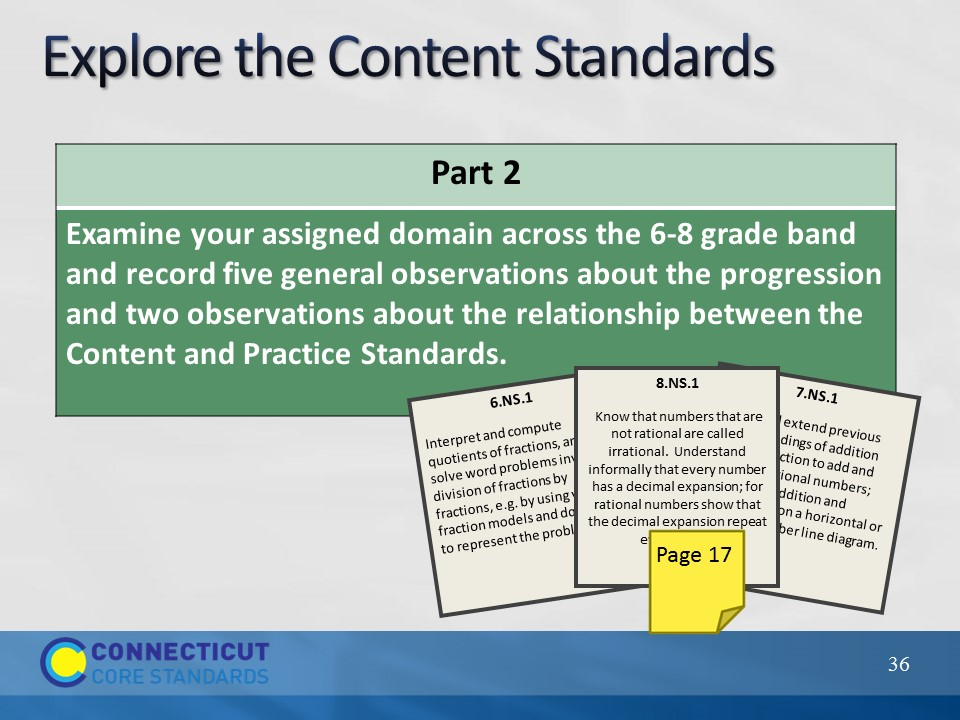 Explore the Content Standards
Part 2
Examine your assigned domain across the 6-8 grade band
and record five general observations about the progression
and two observations about the relationship between the
Content and Practice Standards.
6.NS.1
Interpret and compute
quotients of fractions,
solve word problems
division of fractions by
fractions, e.g. by using
fraction models and
to represent the
8.NS.1
Know that numbers that are
not rational are called
irrational. Understand
informally that every number
has a decimal expansion; for
rational numbers show that
the decimal expansion repeat
7.NS.1
extend previous
of addition
to add and
numbers;
and
on a horizontal or
line diagram.
Page 17
CONNECTICUT
CORE STANDARDS
36